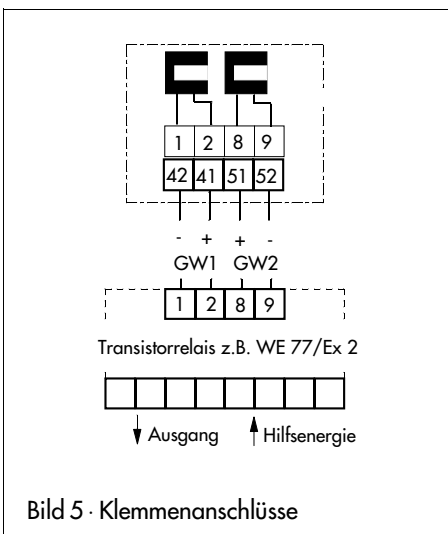 1 2 8 9
42 41 51 52
- + + -
GW1 GW2
1 2 8 9
Transistorrelais z.B. WE 77/Ex 2
Ausgang Hilfsenergie
Bild 5 · Klemmenanschlüsse